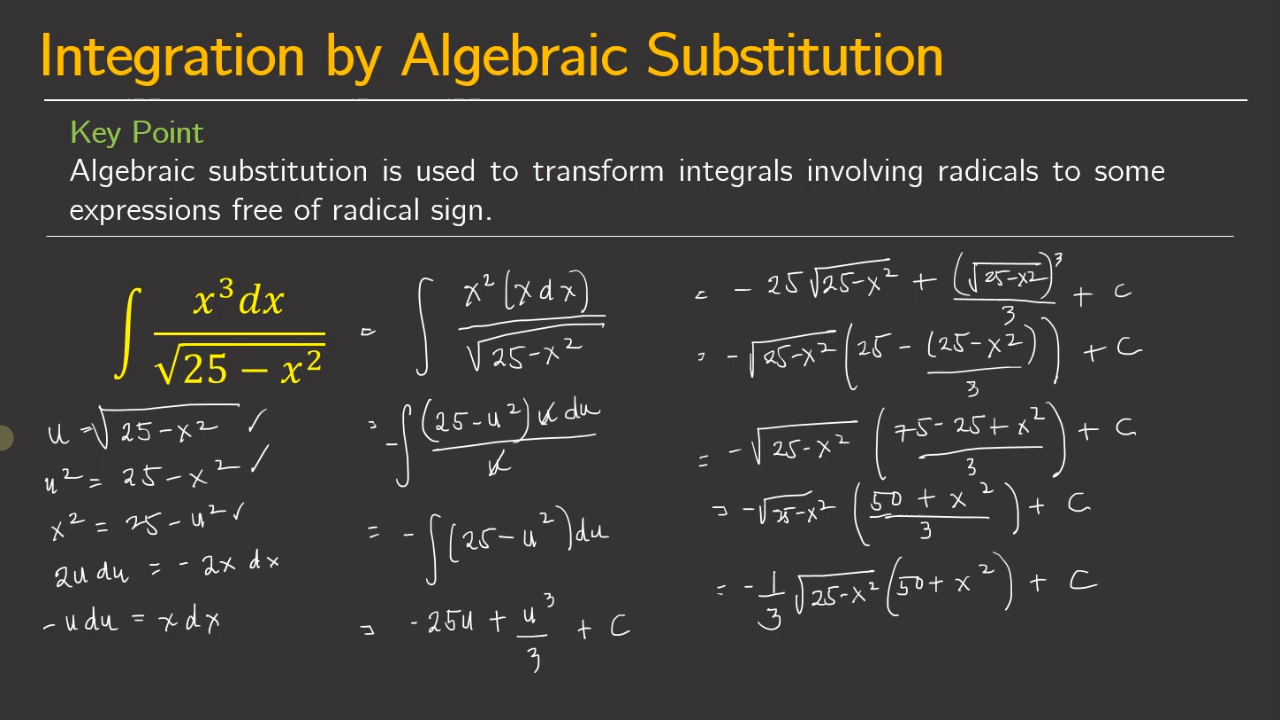 Integration by Algebraic Substitution
Key Point
Algebraic substitution is used to transform integrals involving radicals to some
expressions free of radical sign.
∫ x³dx / √(25 − x²) = ∫ x²(x dx) / √(25-x²)
u = √(25-x²) ✓
u² = 25-x² ✓
x² = 25-u² ✓
2u du = -2x dx
-u du = x dx
= -∫ (25-u²) u du / u
= -∫ (25-u²) du
= -25u + u³/3 + C
= -25√(25-x²) + (√(25-x²))³/3 + C
= -√(25-x²) (25 - (25-x²)/3) + C
= -√(25-x²) ((75-25+x²)/3) + C
= -√(25-x²) ((50+x²)/3) + C
= -1/3 √(25-x²) (50+x²) + C